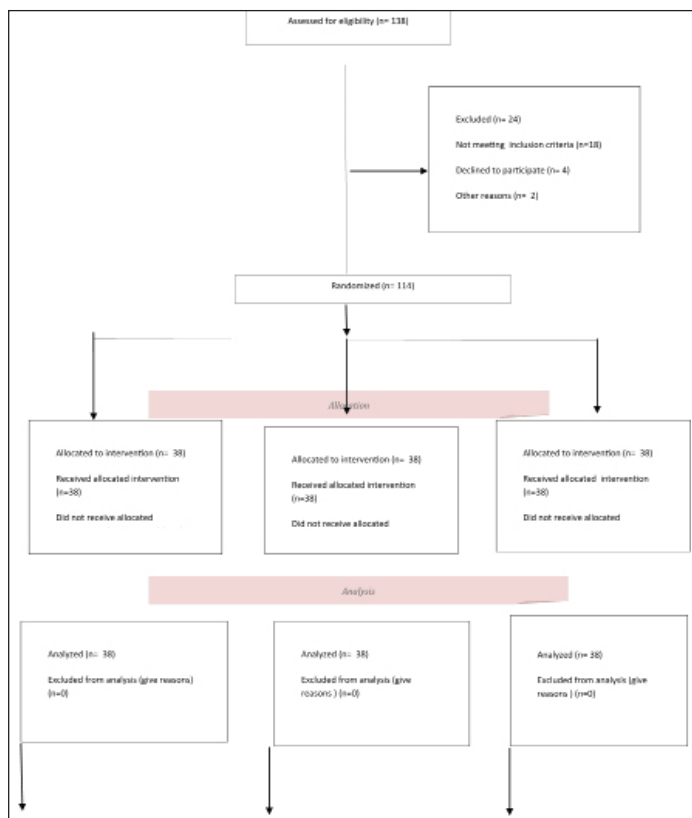 Assessed for eligibility (n= 138)
Excluded (n= 24)
Not meeting inclusion criteria (n=18)
Declined to participate (n= 4)
Other reasons (n= 2)
Randomized (n= 114)
Allocation
Allocated to intervention (n= 38)
Received allocated intervention
(n=38)
Did not receive allocated
Allocated to intervention (n= 38)
Received allocated intervention
(n=38)
Did not receive allocated
Allocated to intervention (n= 38)
Received allocated intervention
(n=38)
Did not receive allocated
Analysis
Analyzed (n= 38)
Excluded from analysis (give reasons)
(n=0)
Analyzed (n= 38)
Excluded from analysis (give
reasons ) (n=0)
Analyzed (n= 38)
Excluded from analysis (give
reasons ) (n=0)